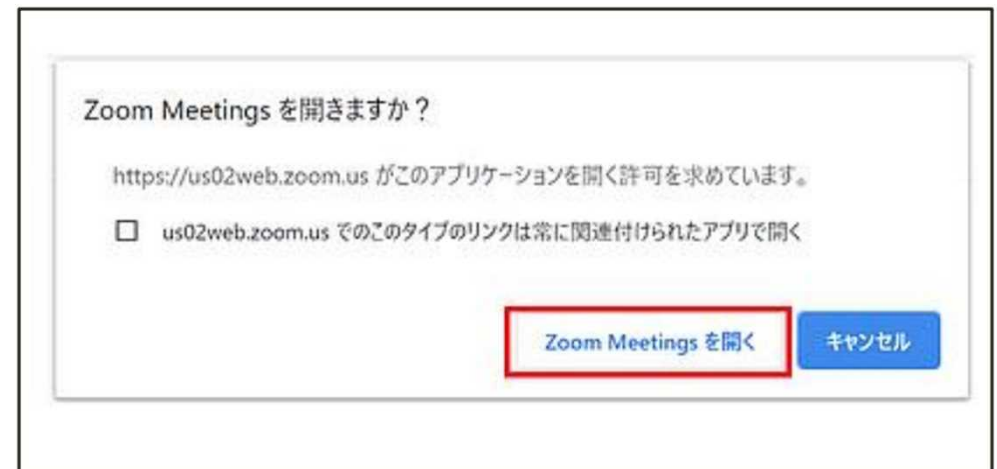 Zoom Meetings を開きますか？
https://us02web.zoom.us がこのアプリケーションを開く許可を求めています。
us02web.zoom.us でのこのタイプのリンクは常に関連付けられたアプリで開く
Zoom Meetings を開く
キャンセル